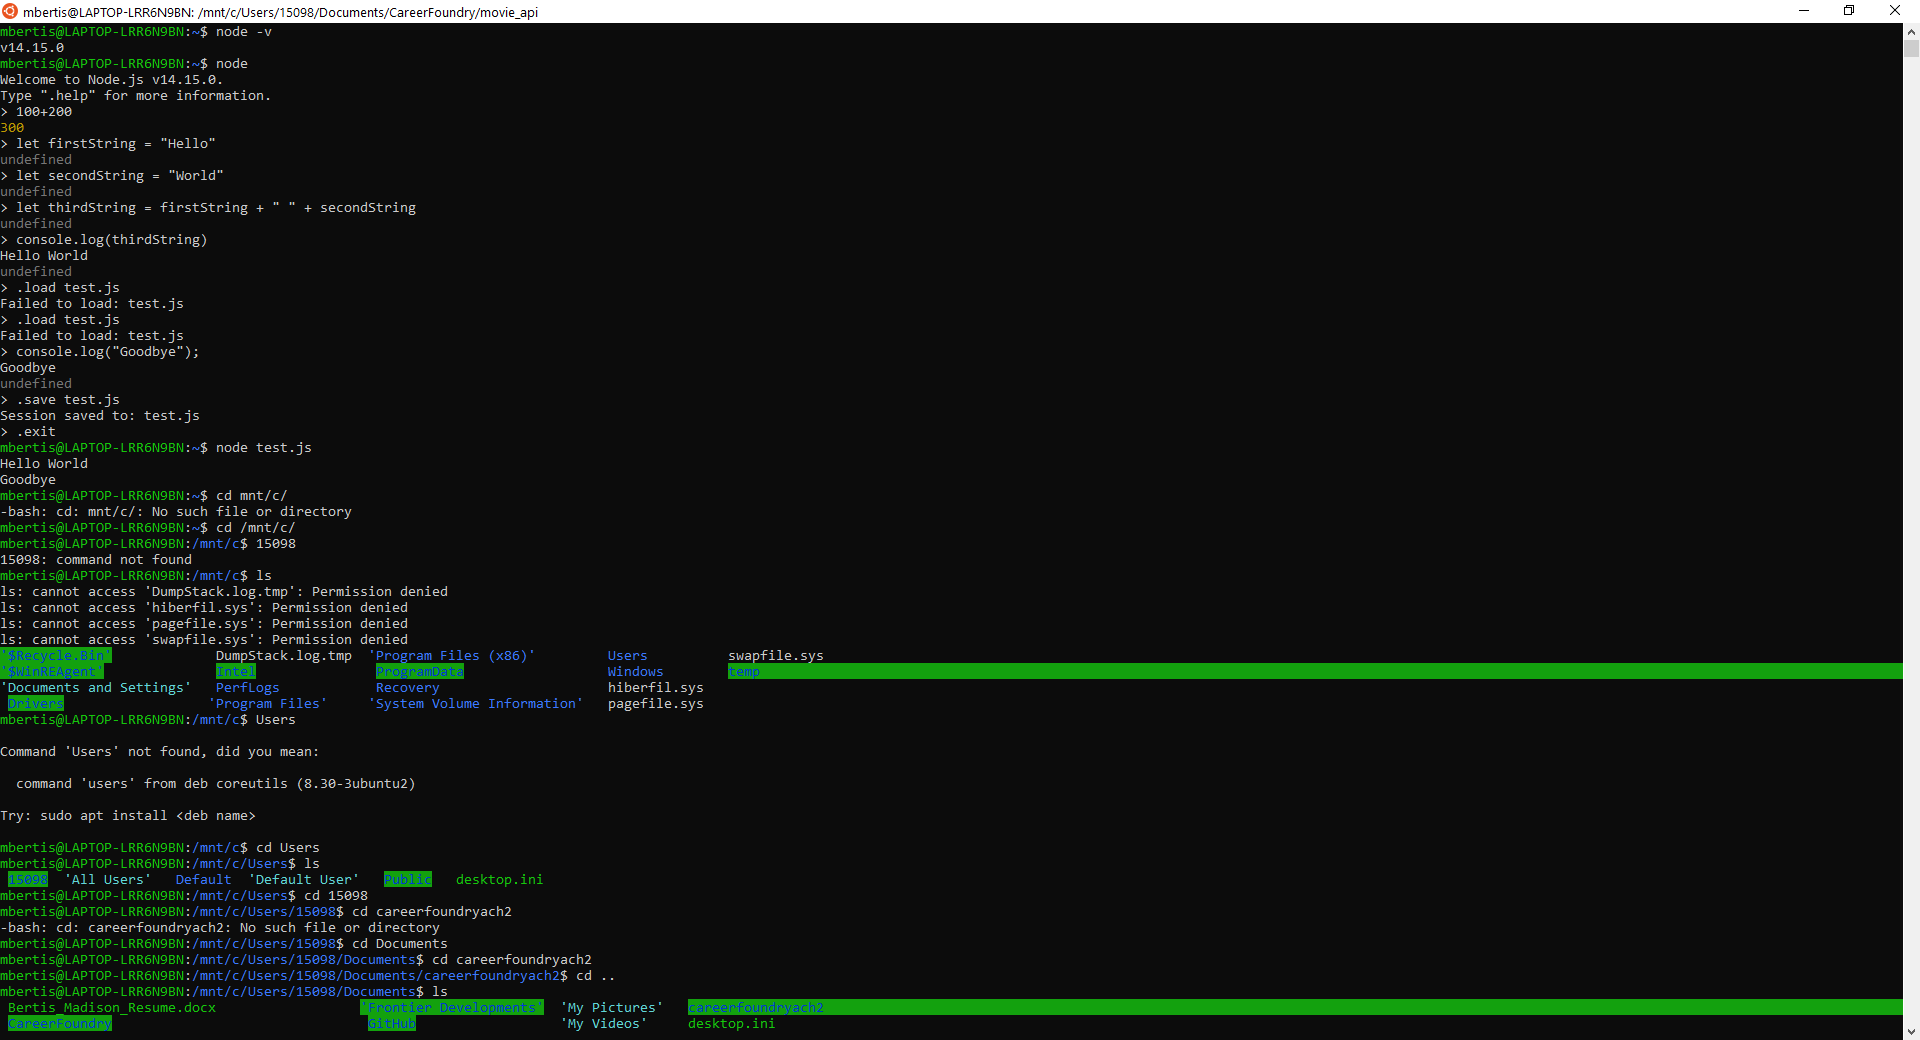 mbertis@LAPTOP-LRR6N9BN: /mnt/c/Users/15098/Documents/CareerFoundry/movie_api
mbertis@LAPTOP-LRR6N9BN:~$ node -v
v14.15.0
mbertis@LAPTOP-LRR6N9BN:~$ node
Welcome to Node.js v14.15.0.
Type ".help" for more information.
> 100+200
300
> let firstString = "Hello"
undefined
> let secondString = "World"
undefined
> let thirdString = firstString + " " + secondString
undefined
> console.log(thirdString)
Hello World
undefined
> .load test.js
Failed to load: test.js
> .load test.js
Failed to load: test.js
> console.log("Goodbye");
Goodbye
undefined
> .save test.js
Session saved to: test.js
> .exit
mbertis@LAPTOP-LRR6N9BN:~$ node test.js
Hello World
Goodbye
mbertis@LAPTOP-LRR6N9BN:~$ cd mnt/c/
-bash: cd: mnt/c/: No such file or directory
mbertis@LAPTOP-LRR6N9BN:~$ cd /mnt/c/
mbertis@LAPTOP-LRR6N9BN:/mnt/c$ 15098
15098: command not found
mbertis@LAPTOP-LRR6N9BN:/mnt/c$ ls
ls: cannot access 'DumpStack.log.tmp': Permission denied
ls: cannot access 'hiberfil.sys': Permission denied
ls: cannot access 'pagefile.sys': Permission denied
ls: cannot access 'swapfile.sys': Permission denied
'$Recycle.Bin' DumpStack.log.tmp 'Program Files (x86)' Users swapfile.sys
'$WinREAgent' Intel ProgramData Windows temp
'Documents and Settings' PerfLogs Recovery hiberfil.sys
Drivers 'Program Files' 'System Volume Information' pagefile.sys
mbertis@LAPTOP-LRR6N9BN:/mnt/c$ Users
Command 'Users' not found, did you mean:
command 'users' from deb coreutils (8.30-3ubuntu2)
Try: sudo apt install <deb name>
mbertis@LAPTOP-LRR6N9BN:/mnt/c$ cd Users
mbertis@LAPTOP-LRR6N9BN:/mnt/c/Users$ ls
15098 'All Users' Default 'Default User' Public desktop.ini
mbertis@LAPTOP-LRR6N9BN:/mnt/c/Users$ cd 15098
mbertis@LAPTOP-LRR6N9BN:/mnt/c/Users/15098$ cd careerfoundryach2
-bash: cd: careerfoundryach2: No such file or directory
mbertis@LAPTOP-LRR6N9BN:/mnt/c/Users/15098$ cd Documents
mbertis@LAPTOP-LRR6N9BN:/mnt/c/Users/15098/Documents$ cd careerfoundryach2
mbertis@LAPTOP-LRR6N9BN:/mnt/c/Users/15098/Documents/careerfoundryach2$ cd ..
mbertis@LAPTOP-LRR6N9BN:/mnt/c/Users/15098/Documents$ ls
Bertis_Madison_Resume.docx 'Frontier Developments' 'My Pictures' careerfoundryach2
CareerFoundry GitHub 'My Videos' desktop.ini